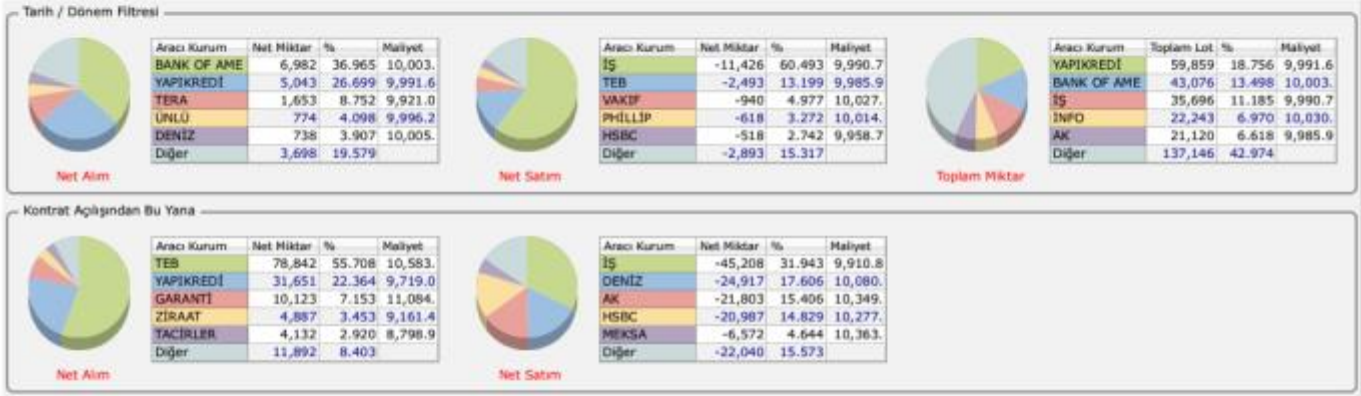 Tarih / Dönem Filtresi
Aracı Kurum Net Miktar % Maliyet
BANK OF AME 6,982 36.965 10,003.
YAPIKREDİ 5,043 26.699 9,991.6
TERA 1,653 8.752 9,921.0
ÜNLÜ 774 4.098 9,996.2
DENİZ 738 3.907 10,005.
Diğer 3,698 19.579
Net Alım
Aracı Kurum Net Miktar % Maliyet
İŞ -11,426 60.493 9,990.7
TEB -2,493 13.199 9,985.9
VAKIF -940 4.977 10,027.
PHİLLİP -618 3.272 10,014.
HSBC -518 2.742 9,958.7
Diğer -2,893 15.317
Net Satım
Aracı Kurum Toplam Lot % Maliyet
YAPIKREDİ 59,859 18.756 9,991.6
BANK OF AME 43,076 13.498 10,003.
İŞ 35,696 11.185 9,990.7
İNFO 22,243 6.970 10,030.
AK 21,120 6.618 9,985.9
Diğer 137,146 42.974
Toplam Miktar
Kontrat Açılışından Bu Yana
Aracı Kurum Net Miktar % Maliyet
TEB 78,842 55.708 10,583.
YAPIKREDİ 31,651 22.364 9,719.0
GARANTİ 10,123 7.153 11,084.
ZİRAAT 4,887 3.453 9,161.4
TACİRLER 4,132 2.920 8,798.9
Diğer 11,892 8.403
Net Alım
Aracı Kurum Net Miktar % Maliyet
İŞ -45,208 31.943 9,910.8
DENİZ -24,917 17.606 10,080.
AK -21,803 15.406 10,349.
HSBC -20,987 14.829 10,277.
MEKSA -6,572 4.644 10,363.
Diğer -22,040 15.573
Net Satım